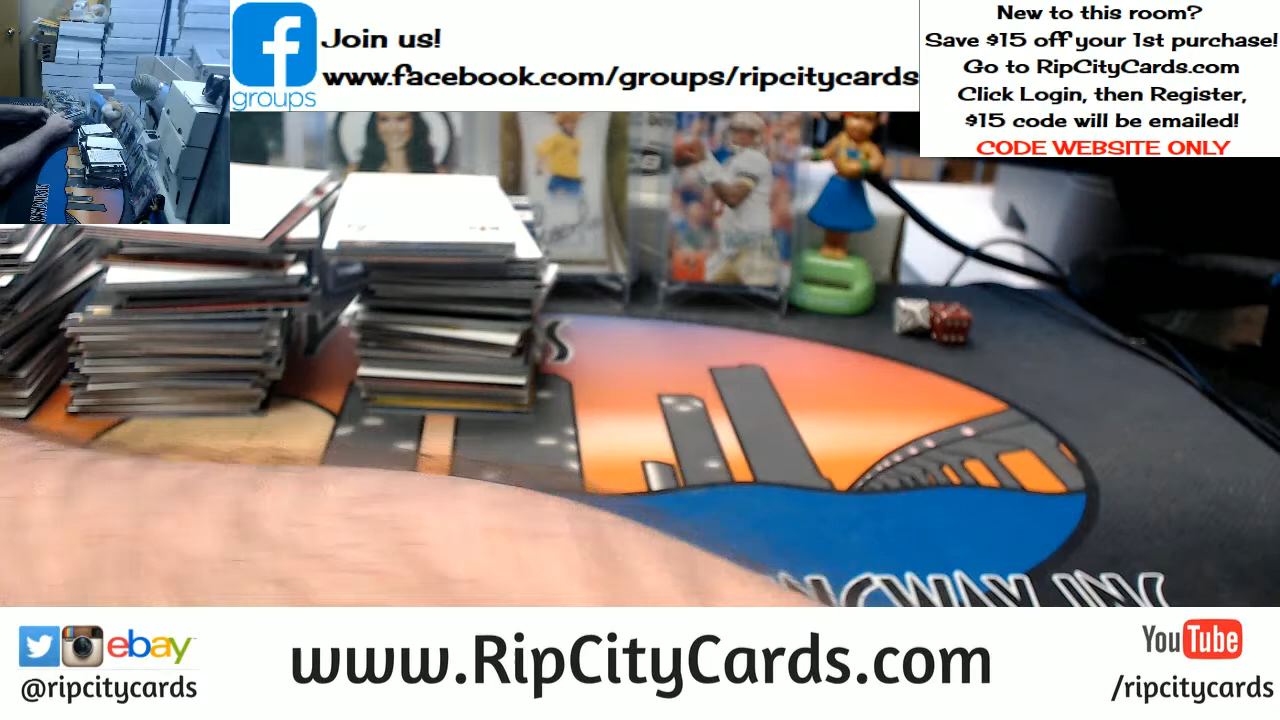 groups
Join us!
www.facebook.com/groups/ripcitycards
New to this room?
Save $15 off your 1st purchase!
Go to RipCityCards.com
Click Login, then Register,
$15 code will be emailed!
CODE WEBSITE ONLY
ebay
@ripcitycards
www.RipCityCards.com
YouTube
/ripcitycards